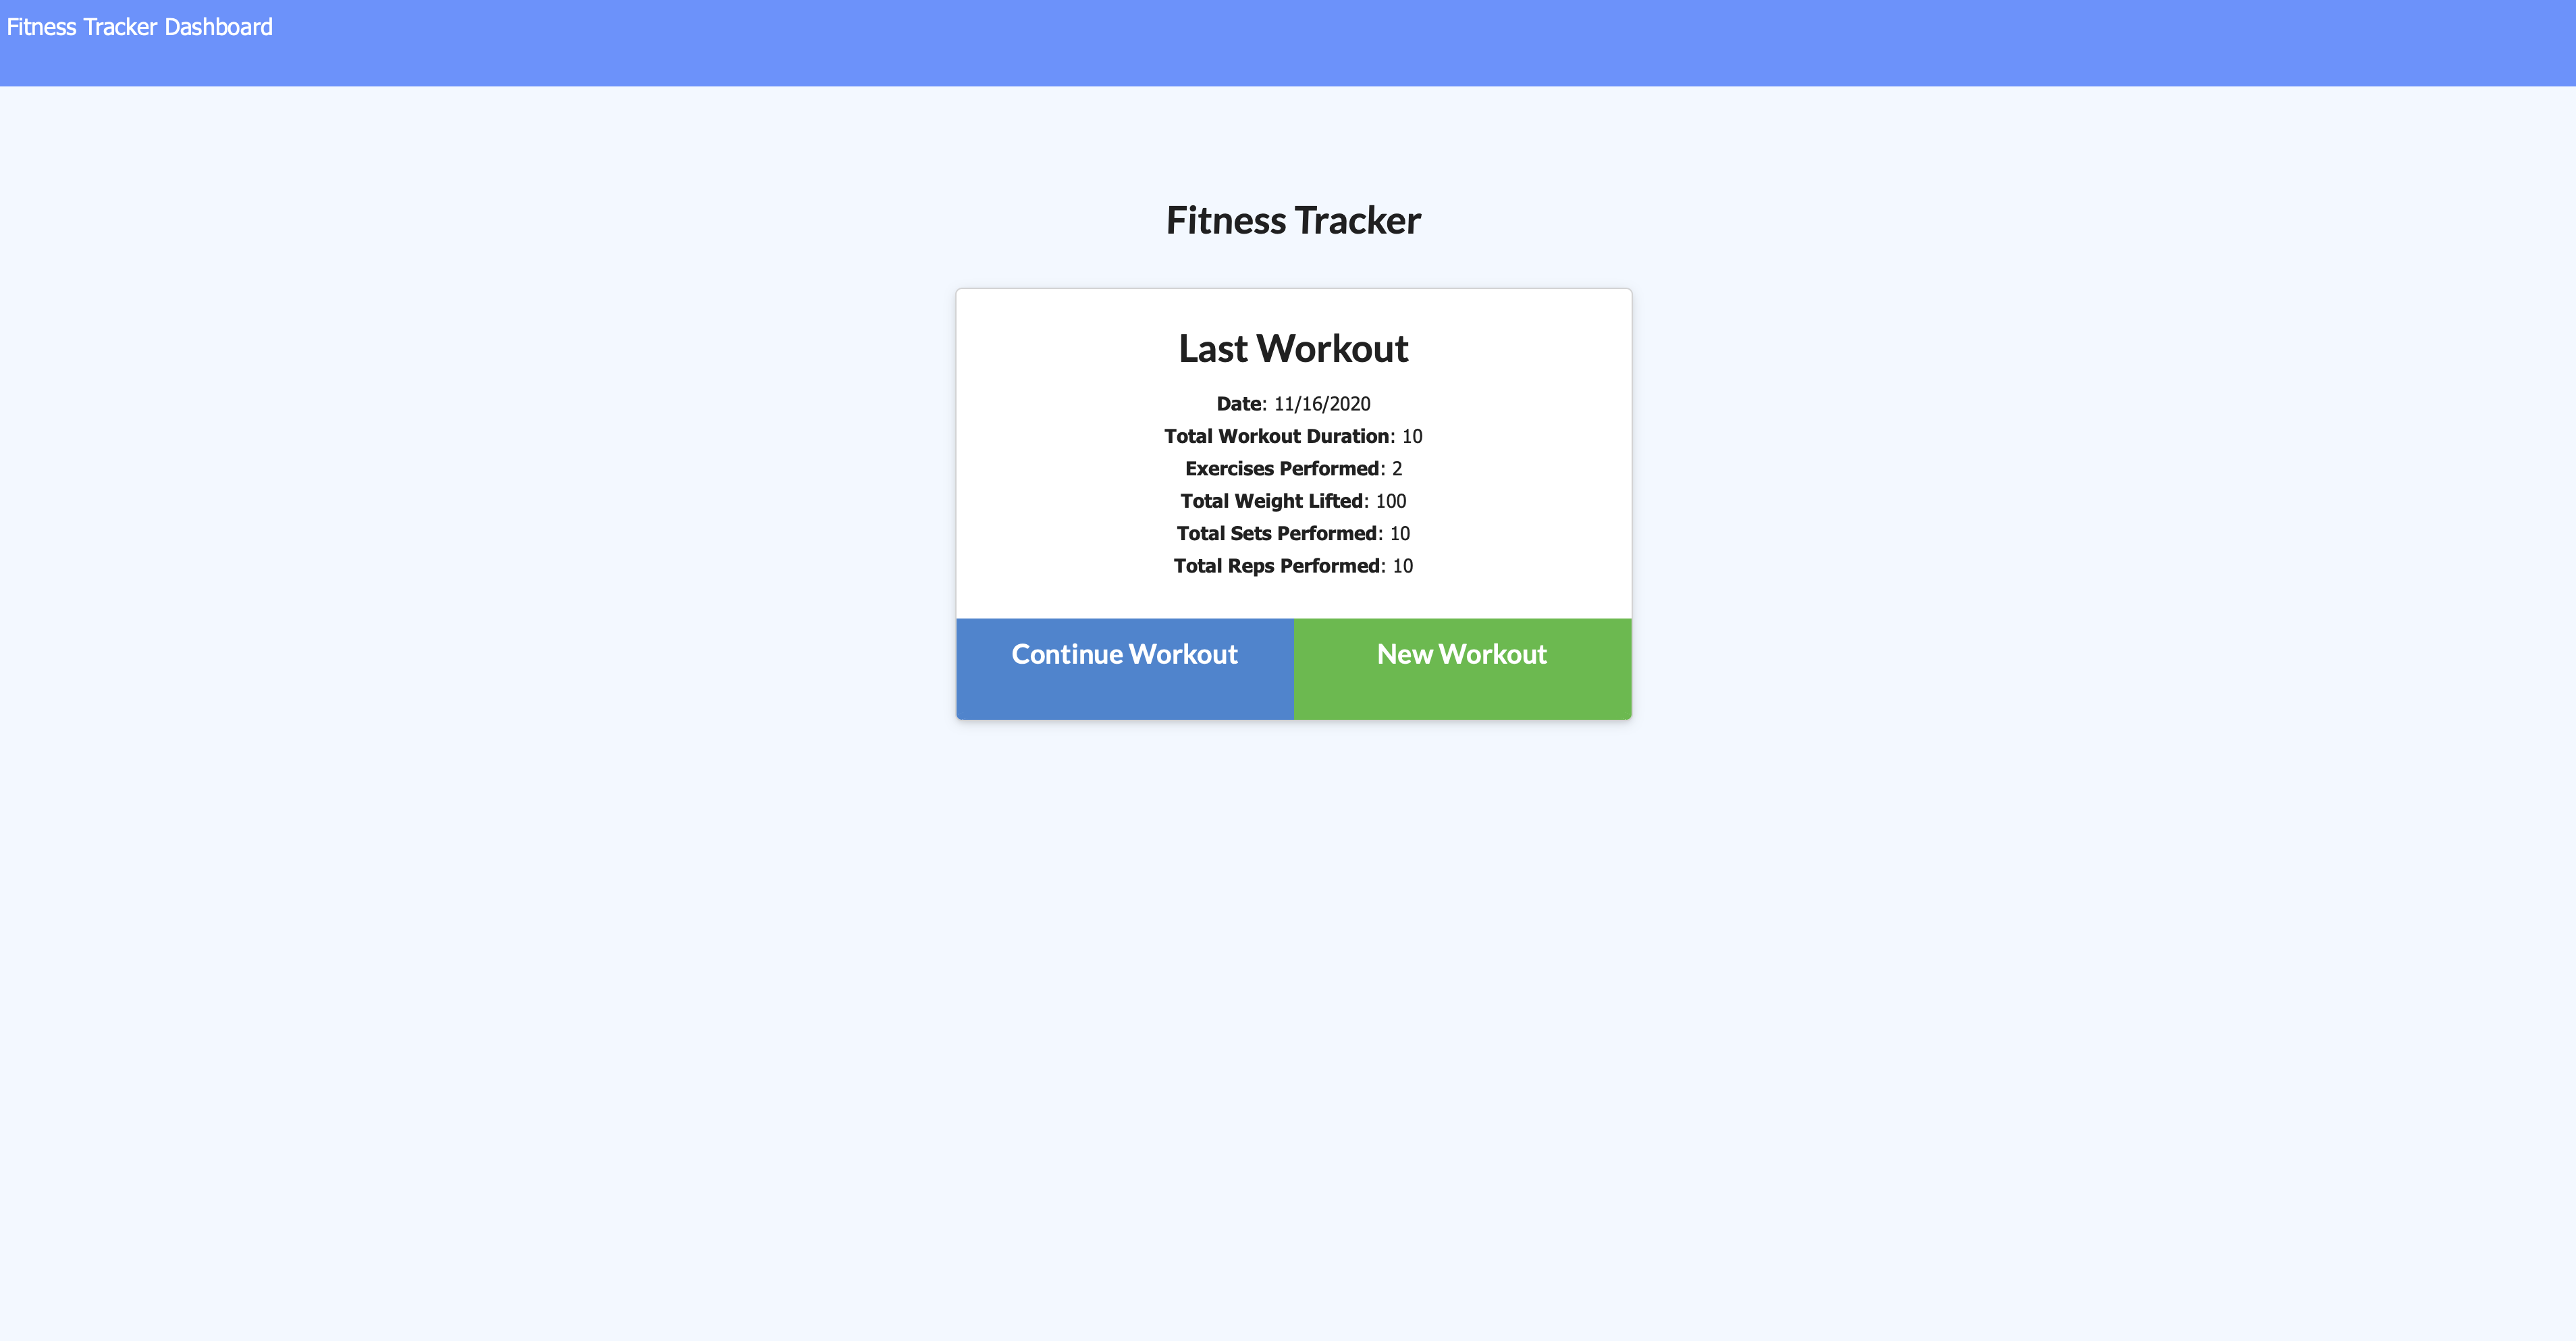 Fitness Tracker Dashboard
Fitness Tracker
Last Workout
Date: 11/16/2020
Total Workout Duration: 10
Exercises Performed: 2
Total Weight Lifted: 100
Total Sets Performed: 10
Total Reps Performed: 10
Continue Workout New Workout